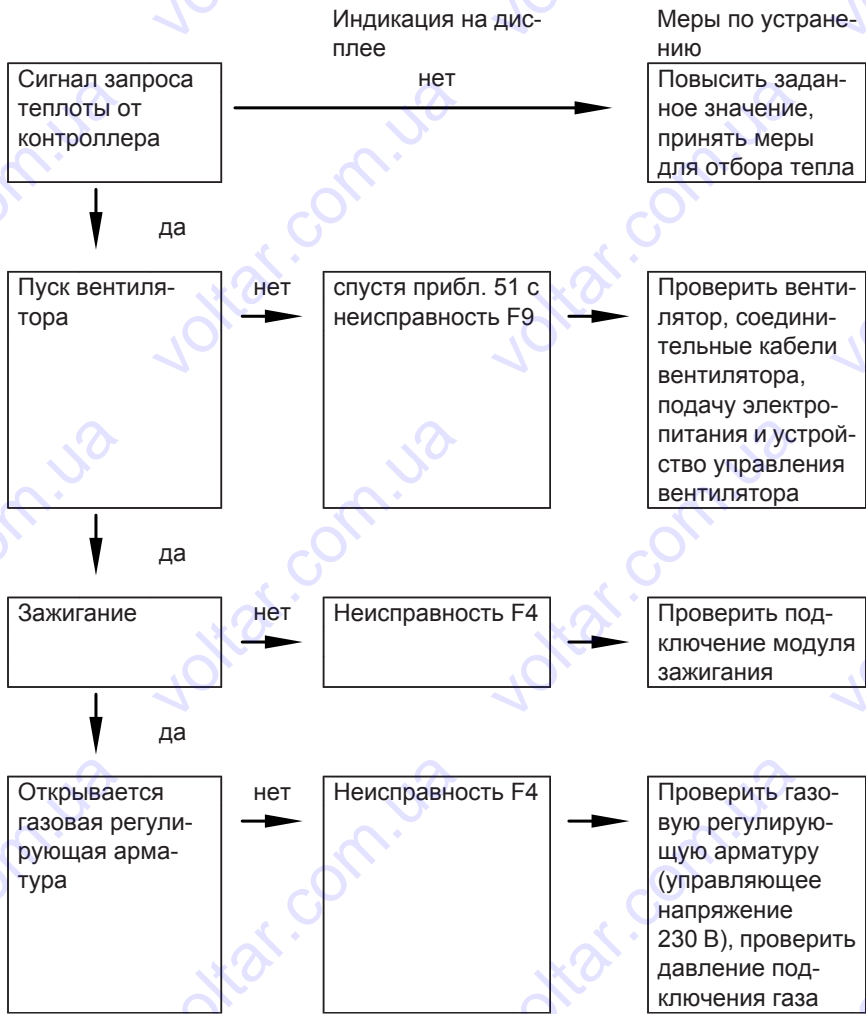 Индикация на дис-
плее
Меры по устране-
нию
Сигнал запроса
теплоты от
контроллера
нет
Повысить задан-
ное значение,
принять меры
для отбора тепла
да
Пуск вентиля-
тора
нет
спустя прибл. 51 с
неисправность F9
Проверить венти-
лятор, соедини-
тельные кабели
вентилятора,
подачу электро-
питания и устрой-
ство управления
вентилятора
да
Зажигание
нет
Неисправность F4
Проверить под-
ключение модуля
зажигания
да
Открывается
газовая регули-
рующая арма-
тура
нет
Неисправность F4
Проверить газо-
вую регулирую-
щую арматуру
(управляющее
напряжение
230 В), проверить
давление под-
ключения газа
voltar.com.ua